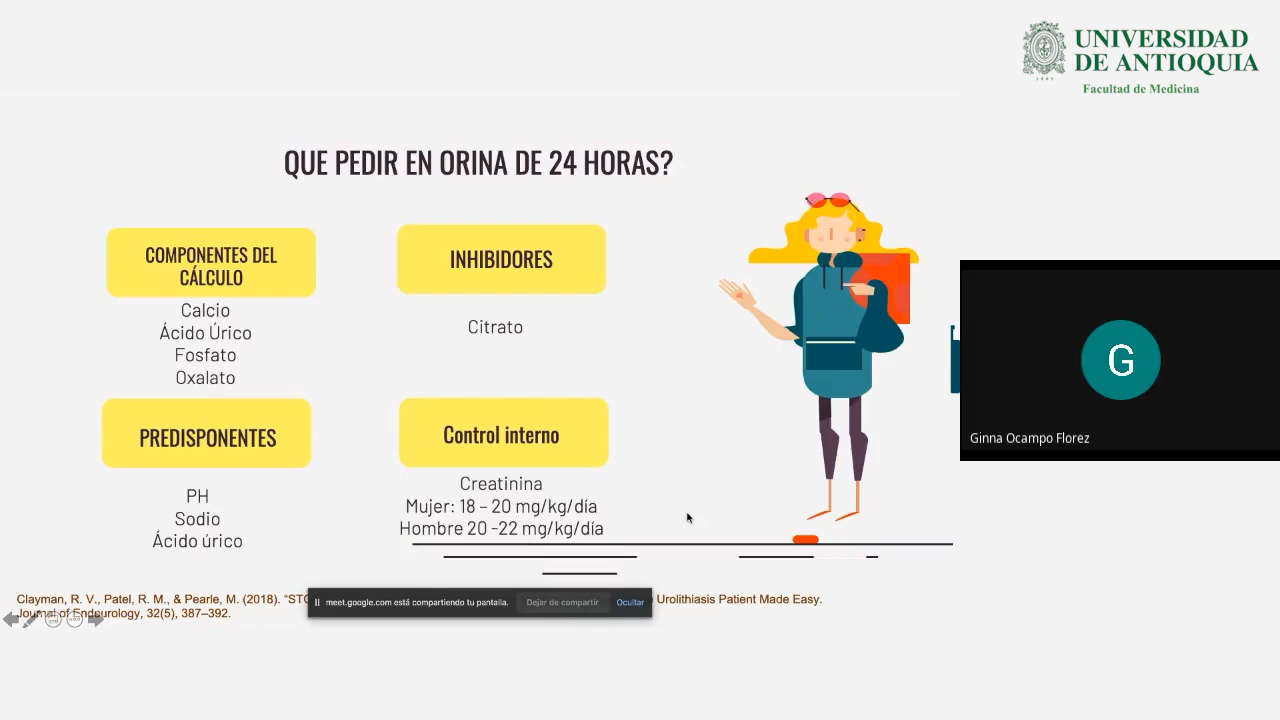 UNIVERSIDAD
DE ANTIOQUIA
Facultad de Medicina
1803
QUE PEDIR EN ORINA DE 24 HORAS?
COMPONENTES DEL
CÁLCULO
Calcio
Ácido Úrico
Fosfato
Oxalato
INHIBIDORES
Citrato
PREDISPONENTES
PH
Sodio
Ácido úrico
Control interno
Creatinina
Mujer: 18 – 20 mg/kg/día
Hombre 20 -22 mg/kg/día
G
Ginna Ocampo Florez
Clayman, R. V., Patel, R. M., & Pearle, M. (2018). “STO Urolithiasis Patient Made Easy.
Journal of Endourology, 32(5), 387–392.
meet.google.com está compartiendo tu pantalla. Dejar de compartir Ocultar